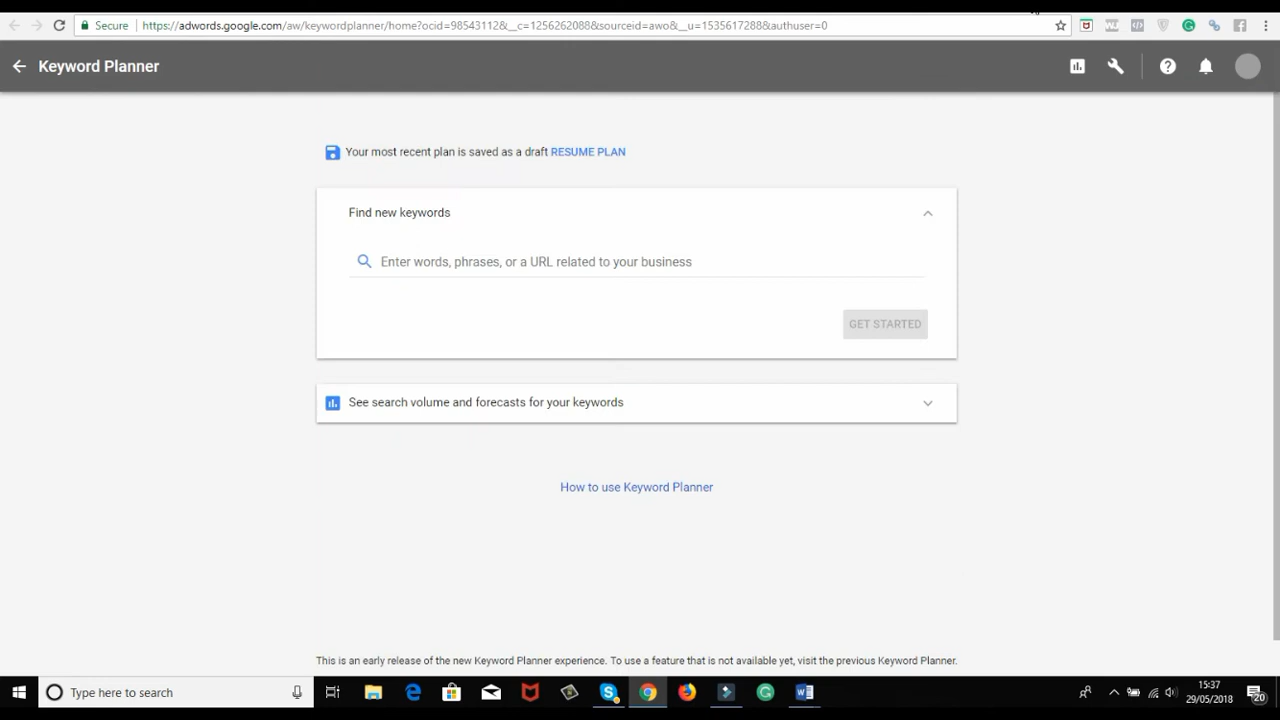 Secure
https://adwords.google.com/aw/keywordplanner/home?ocid=98543112&__c=1256262088&sourceid=awo&__u=1535617288&authuser=0
Keyword Planner
Your most recent plan is saved as a draft RESUME PLAN
Find new keywords
Enter words, phrases, or a URL related to your business
GET STARTED
See search volume and forecasts for your keywords
How to use Keyword Planner
This is an early release of the new Keyword Planner experience. To use a feature that is not available yet, visit the previous Keyword Planner.
Type here to search
15:37
29/05/2018
20